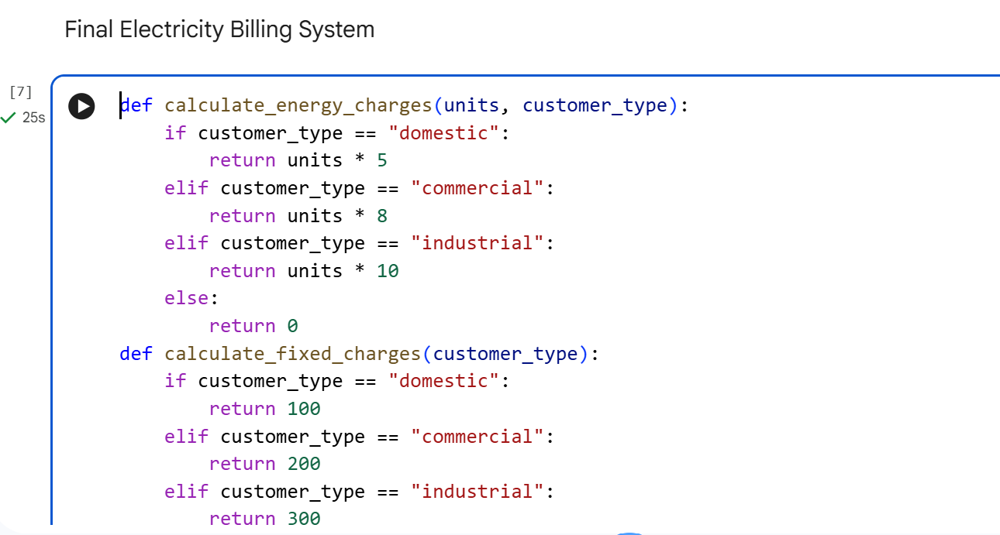 Final Electricity Billing System
[7]
25s
def calculate_energy_charges(units, customer_type):
    if customer_type == "domestic":
        return units * 5
    elif customer_type == "commercial":
        return units * 8
    elif customer_type == "industrial":
        return units * 10
    else:
        return 0
def calculate_fixed_charges(customer_type):
    if customer_type == "domestic":
        return 100
    elif customer_type == "commercial":
        return 200
    elif customer_type == "industrial":
        return 300